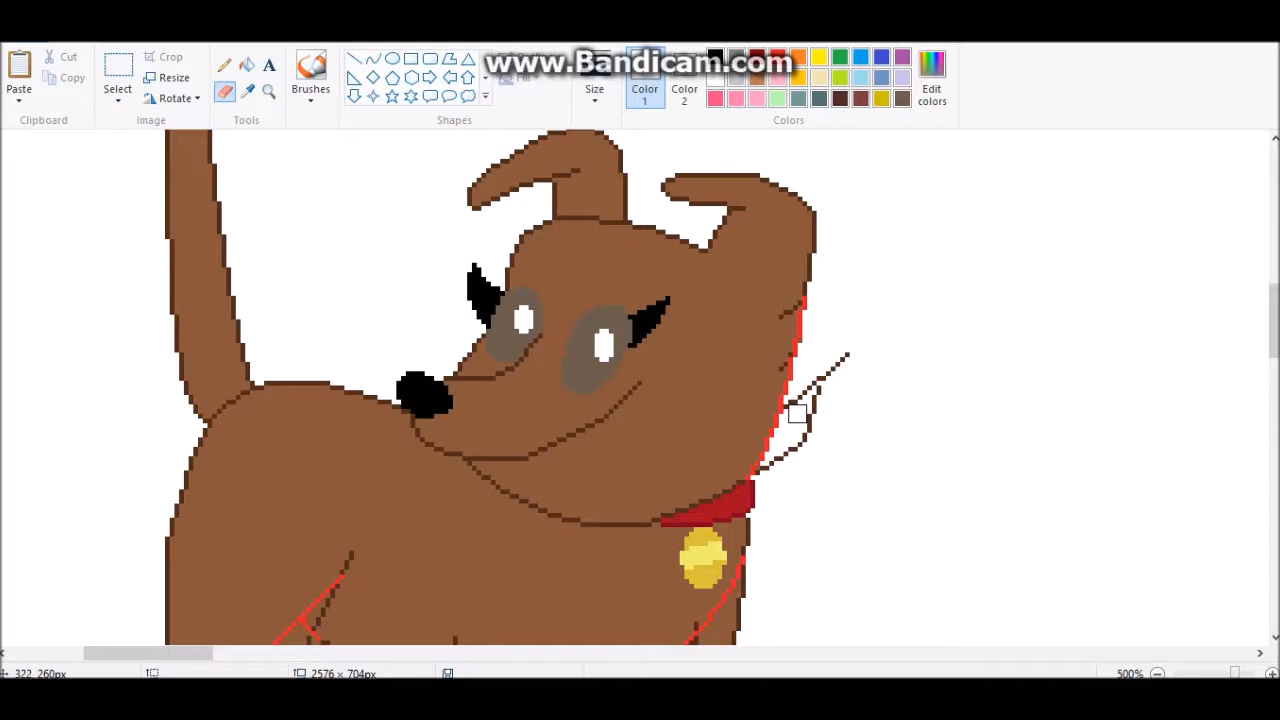 www.Bandicam.com
Paste
Cut
Copy
Clipboard
Select
Crop
Resize
Rotate
Image
A
Tools
Brushes
Shapes
Size
Color
1
Color
2
Edit
colors
Colors
322, 260px
2576 × 704px
500%